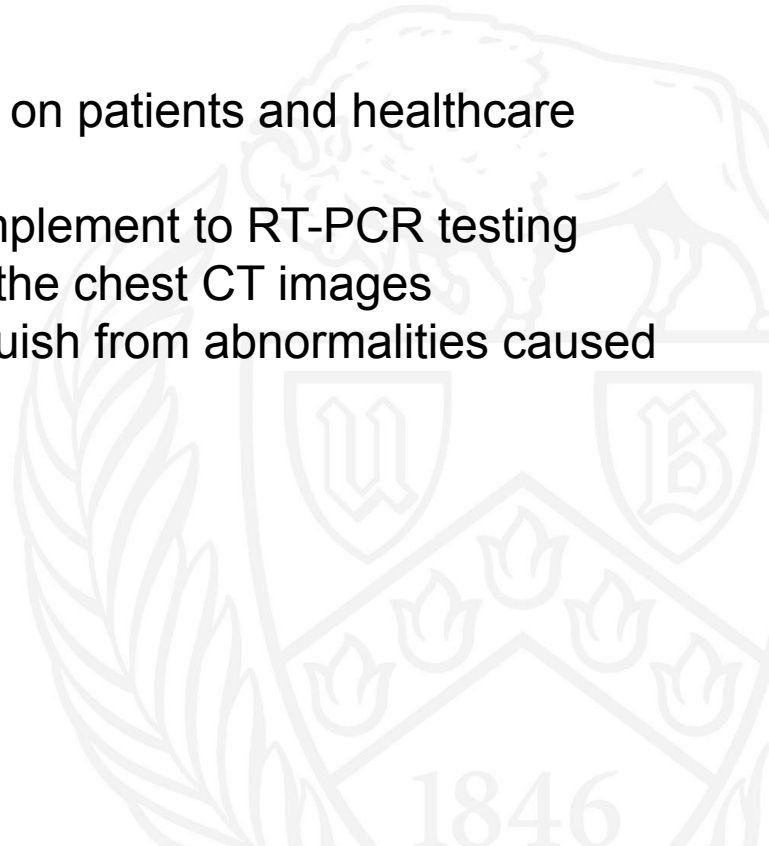 on patients and healthcare
nplement to RT-PCR testing
the chest CT images
uish from abnormalities caused
U B
1846